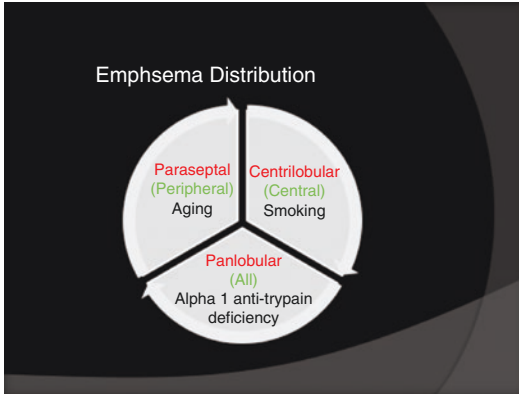 Emphsema Distribution
Paraseptal
(Peripheral)
Aging
Centrilobular
(Central)
Smoking
Panlobular
(All)
Alpha 1 anti-trypain
deficiency